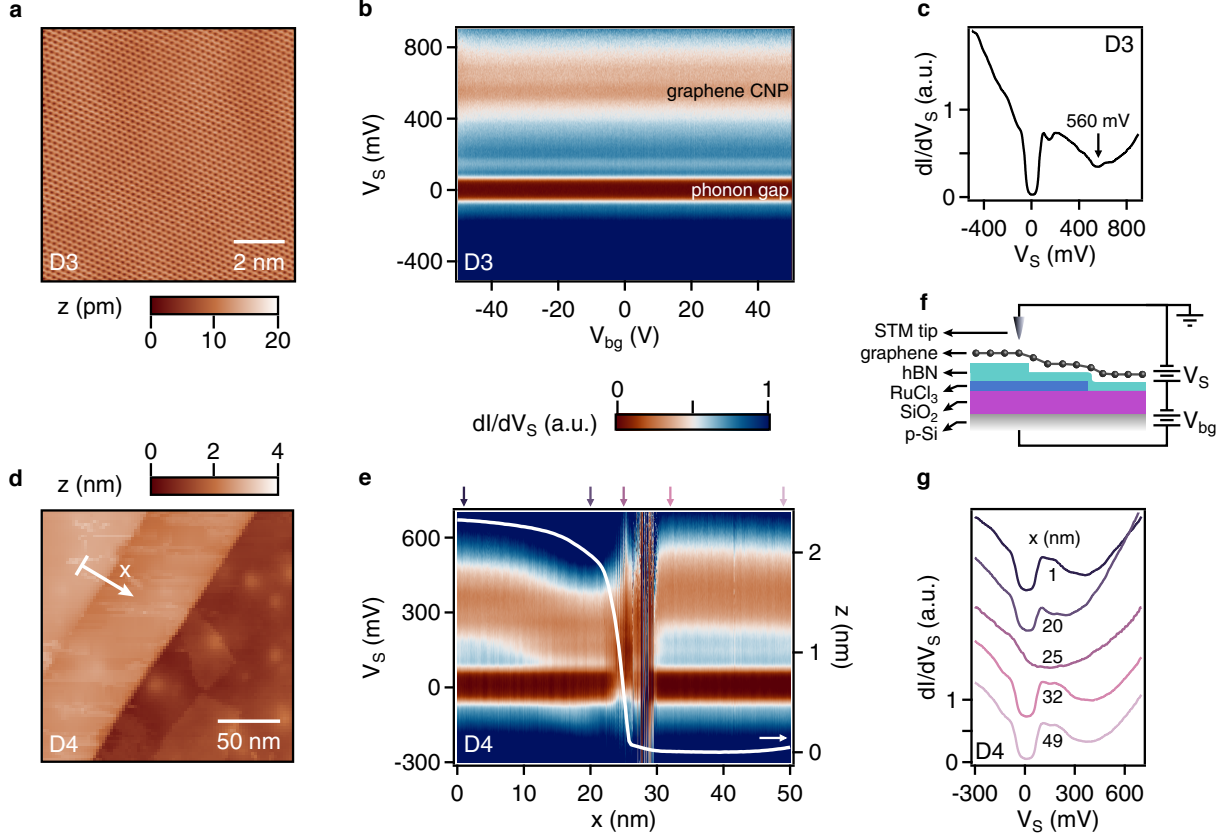 a
D3
2 nm
z (pm)
0
10
20
b
V_S (mV)
800
400
0
-400
graphene CNP
phonon gap
D3
-40
-20
0
20
40
V_bg (V)
c
D3
dI/dV_S (a.u.)
1
0
560 mV
-400
0
400
800
V_S (mV)
0
1
dI/dV_S (a.u.)
f
STM tip
graphene
hBN
RuCl_3
SiO_2
p-Si
V_S
V_bg
d
z (nm)
0
2
4
x
D4
50 nm
e
V_S (mV)
600
300
0
-300
D4
2
1
0
z (nm)
0
10
20
30
40
50
x (nm)
g
x (nm)
1
20
25
32
49
dI/dV_S (a.u.)
1
0
D4
-300
0
300
600
V_S (mV)